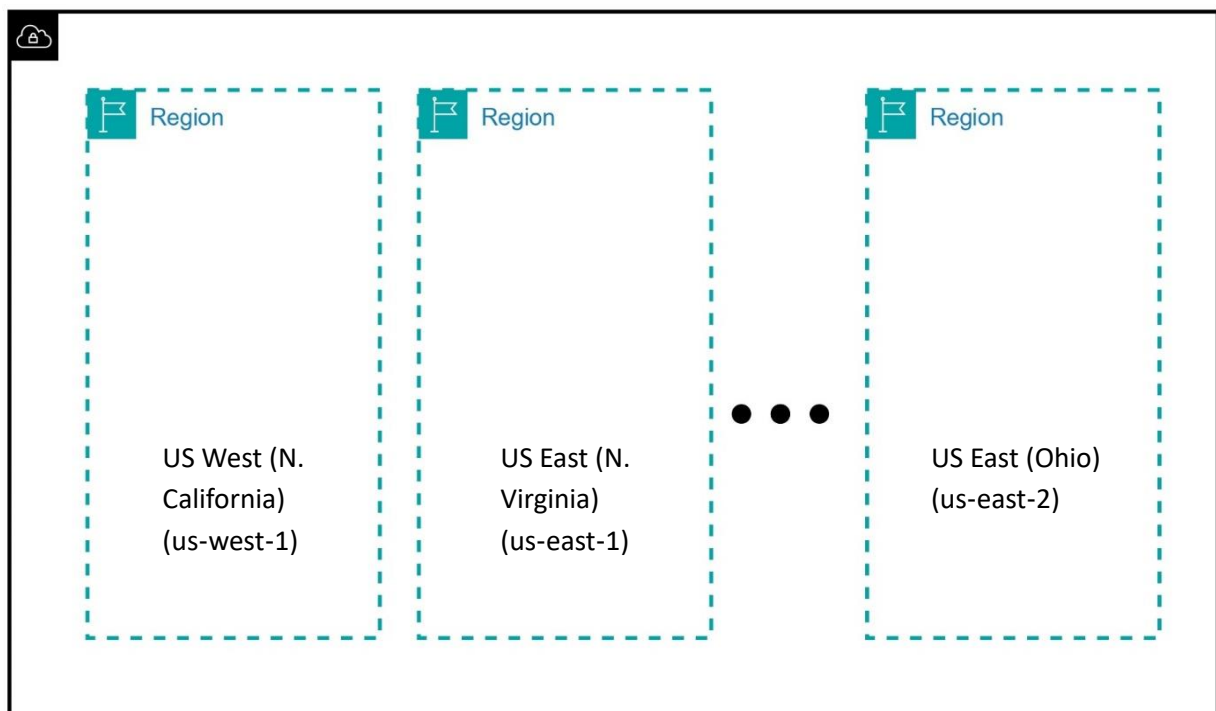 Region
Region
Region
US West (N.
California)
(us-west-1)
US East (N.
Virginia)
(us-east-1)
US East (Ohio)
(us-east-2)